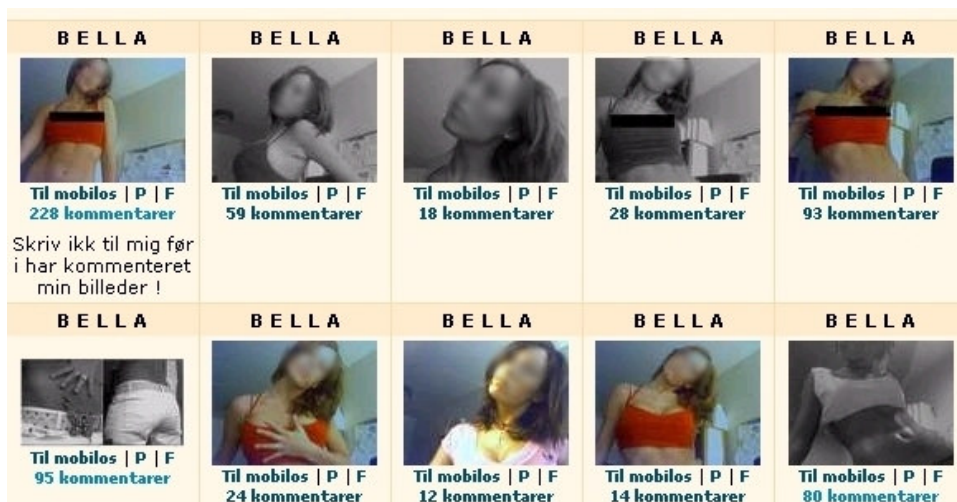 BELLA
BELLA
BELLA
BELLA
BELLA
Til mobilos | P | F
Til mobilos | P | F
Til mobilos | P | F
Til mobilos | P | F
Til mobilos | P | F
228 kommentarer
59 kommentarer
18 kommentarer
28 kommentarer
93 kommentarer
Skriv ikk til mig før
i har kommenteret
min billeder !
BELLA
BELLA
BELLA
BELLA
BELLA
Til mobilos | P | F
Til mobilos | P | F
Til mobilos | P | F
Til mobilos | P | F
Til mobilos | P | F
95 kommentarer
24 kommentarer
12 kommentarer
14 kommentarer
80 kommentarer